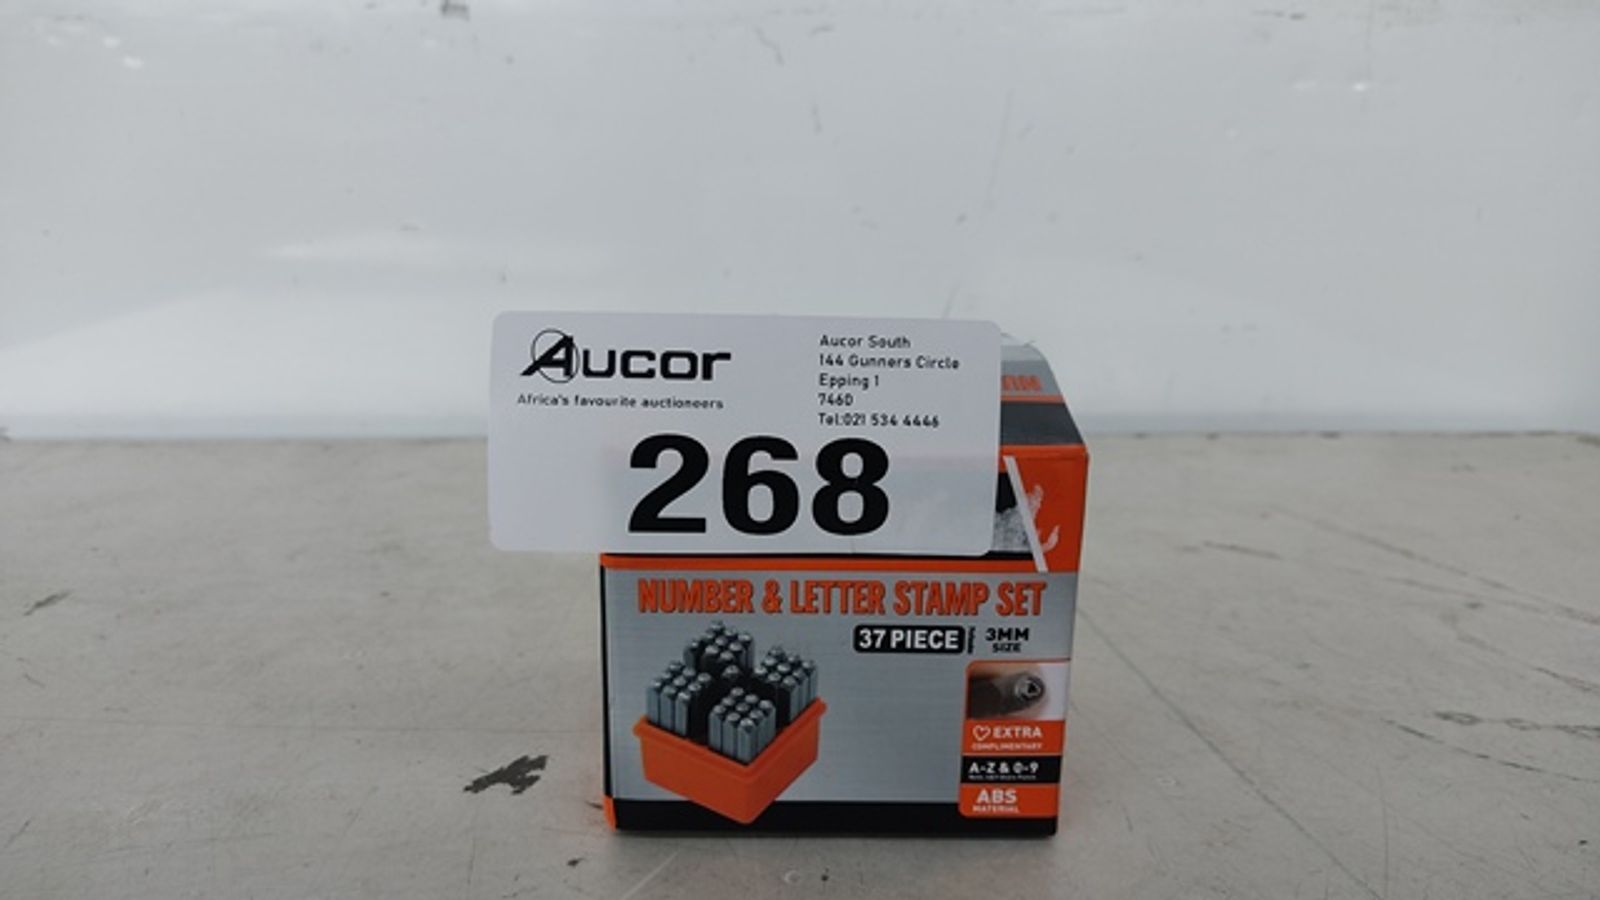 Aucor
Africa's favourite auctioneers
Aucor South
144 Gunners Circle
Epping 1
7460
Tel:021 534 4446
268
NUMBER & LETTER STAMP SET
37 PIECE
3MM
SIZE
EXTRA
COMPLIMENTARY
A-Z & 0-9
ABS
MATERIAL